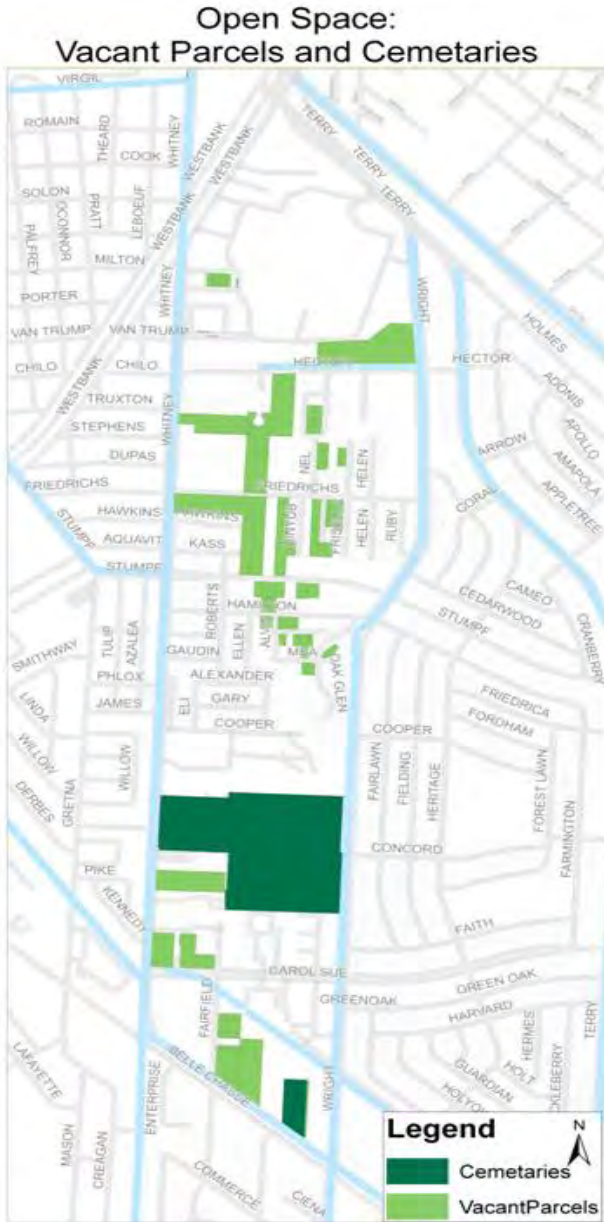 Open Space:
Vacant Parcels and Cemetaries
VIRGIL
ROMAIN
THEARD
COOK
WHITNEY
WESTBANK
WESTBANK
TERRY
TERRY
TERRY
SOLON
PALFREY
OCONNOR
PRATT
LEBOEUF
WESTBANK
MILTON
PORTER
WHITNEY
WRIGHT
HOLMES
VAN TRUMP
VAN TRUMP
CHILO
CHILO
HECTOR
ADONIS
WESTBANK
TRUXTON
STEPHENS
WHITNEY
APOLLO
AMAPOLA
APPLETREE
ARROW
DUPAS
NEL
HELEN
FRIEDRICHS
FRIEDRICHS
GORAL
HAWKINS
HAWKINS
STUMPF
AQUAVIT
KASS
HELEN
RUBY
STUMPF
CAMEO
CEDARWOOD
ROBERTS
HAMILTON
STUMPF
CRANBERRY
SMITHWAY
TULIP
AZALEA
GAUDIN
ELLEN
OAK GLEN
PHLOX
ALEXANDER
JAMES
ELI
GARY
COOPER
COOPER
FRIEDRICA
FORDHAM
LINDA
WILLOW
WILLOW
DERBES
GRETNA
FAIRLAWN
FIELDING
HERITAGE
FOREST LAWN
FARMINGTON
CONCORD
PIKE
KENNEDY
FAITH
CAROL SUE
GREEN OAK
GREENOAK
HARVARD
FAIRFIELD
TERRY
HERMES
HOLT
CKLEBERRY
GUARDIAN
HOLYO
BELLE CHASSE
LAFAYETTE
ENTERPRISE
WRIGHT
MASON
CREAGAN
COMMERCE
CIENA
Legend
N
Cemetaries
VacantParcels